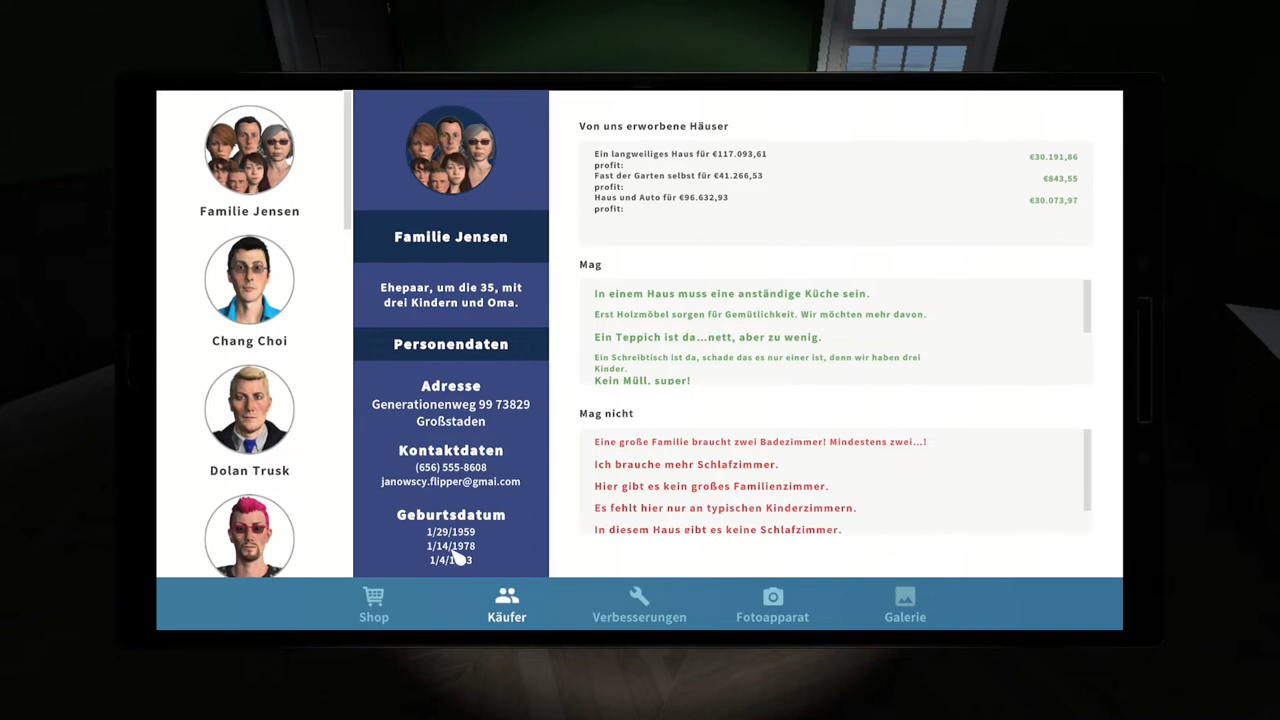 Familie Jensen
Chang Choi
Dolan Trusk
Familie Jensen
Ehepaar, um die 35, mit
drei Kindern und Oma.
Personendaten
Adresse
Generationenweg 99 73829
Großstaden
Kontaktdaten
(656) 555-8608
janowscy.flipper@gmai.com
Geburtsdatum
1/29/1959
1/14/1978
Von uns erworbene Häuser
Ein langweiliges Haus für €117.093,61
profit:
€30.191,86
Fast der Garten selbst für €41.266,53
profit:
€843,55
Haus und Auto für €96.632,93
profit:
€30.073,97
Mag
In einem Haus muss eine anständige Küche sein.
Erst Holzmöbel sorgen für Gemütlichkeit. Wir möchten mehr davon.
Ein Teppich ist da...nett, aber zu wenig.
Ein Schreibtisch ist da, schade das es nur einer ist, denn wir haben drei
Kinder.
Kein Müll, super!
Mag nicht
Eine große Familie braucht zwei Badezimmer! Mindestens zwei...!
Ich brauche mehr Schlafzimmer.
Hier gibt es kein großes Familienzimmer.
Es fehlt hier nur an typischen Kinderzimmern.
In diesem Haus gibt es keine Schlafzimmer.
Shop
Käufer
Verbesserungen
Fotoapparat
Galerie